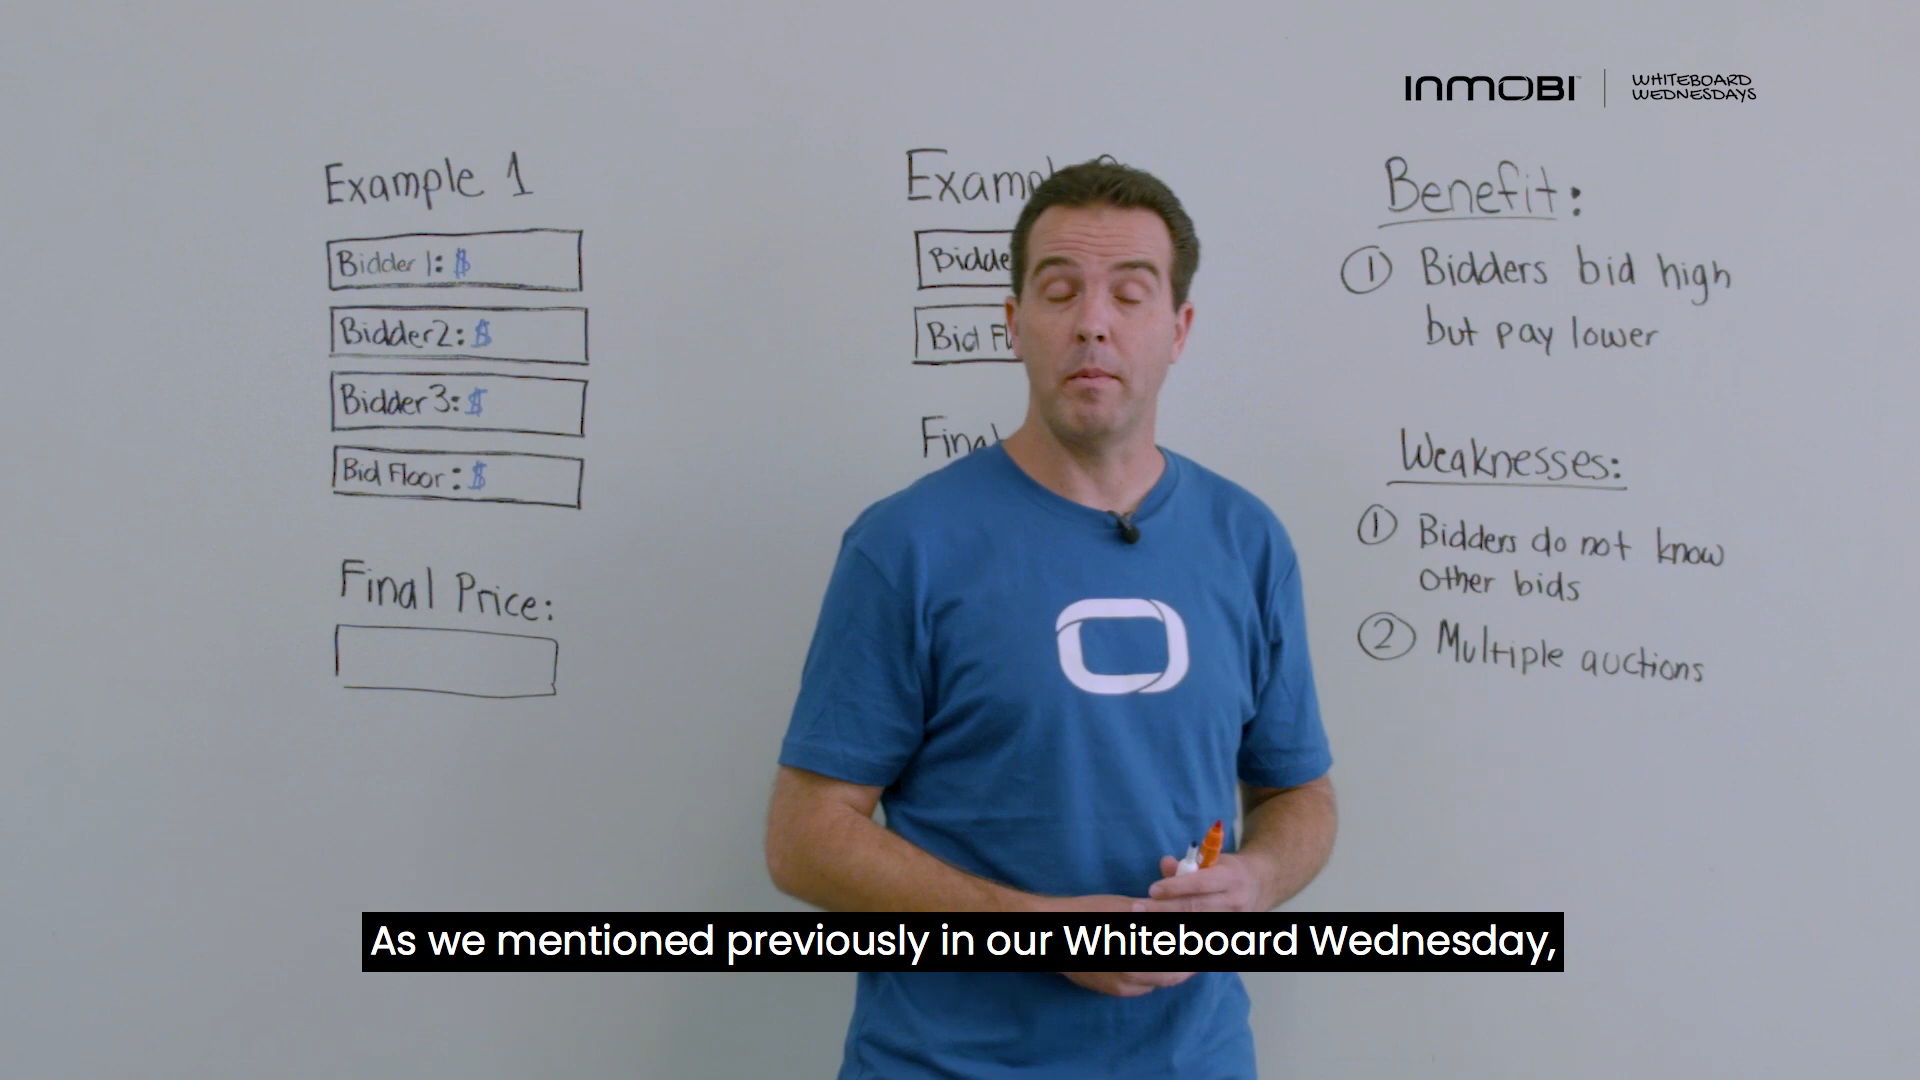 INMOBI
WHITEBOARD
WEDNESDAYS
Example 1
Bidder 1: $
Bidder2: $
Bidder3: $
Bid Floor: $
Final Price:
Benefit:
① Bidders bid high
but pay lower
Weaknesses:
① Bidders do not know
other bids
② Multiple auctions
As we mentioned previously in our Whiteboard Wednesday,